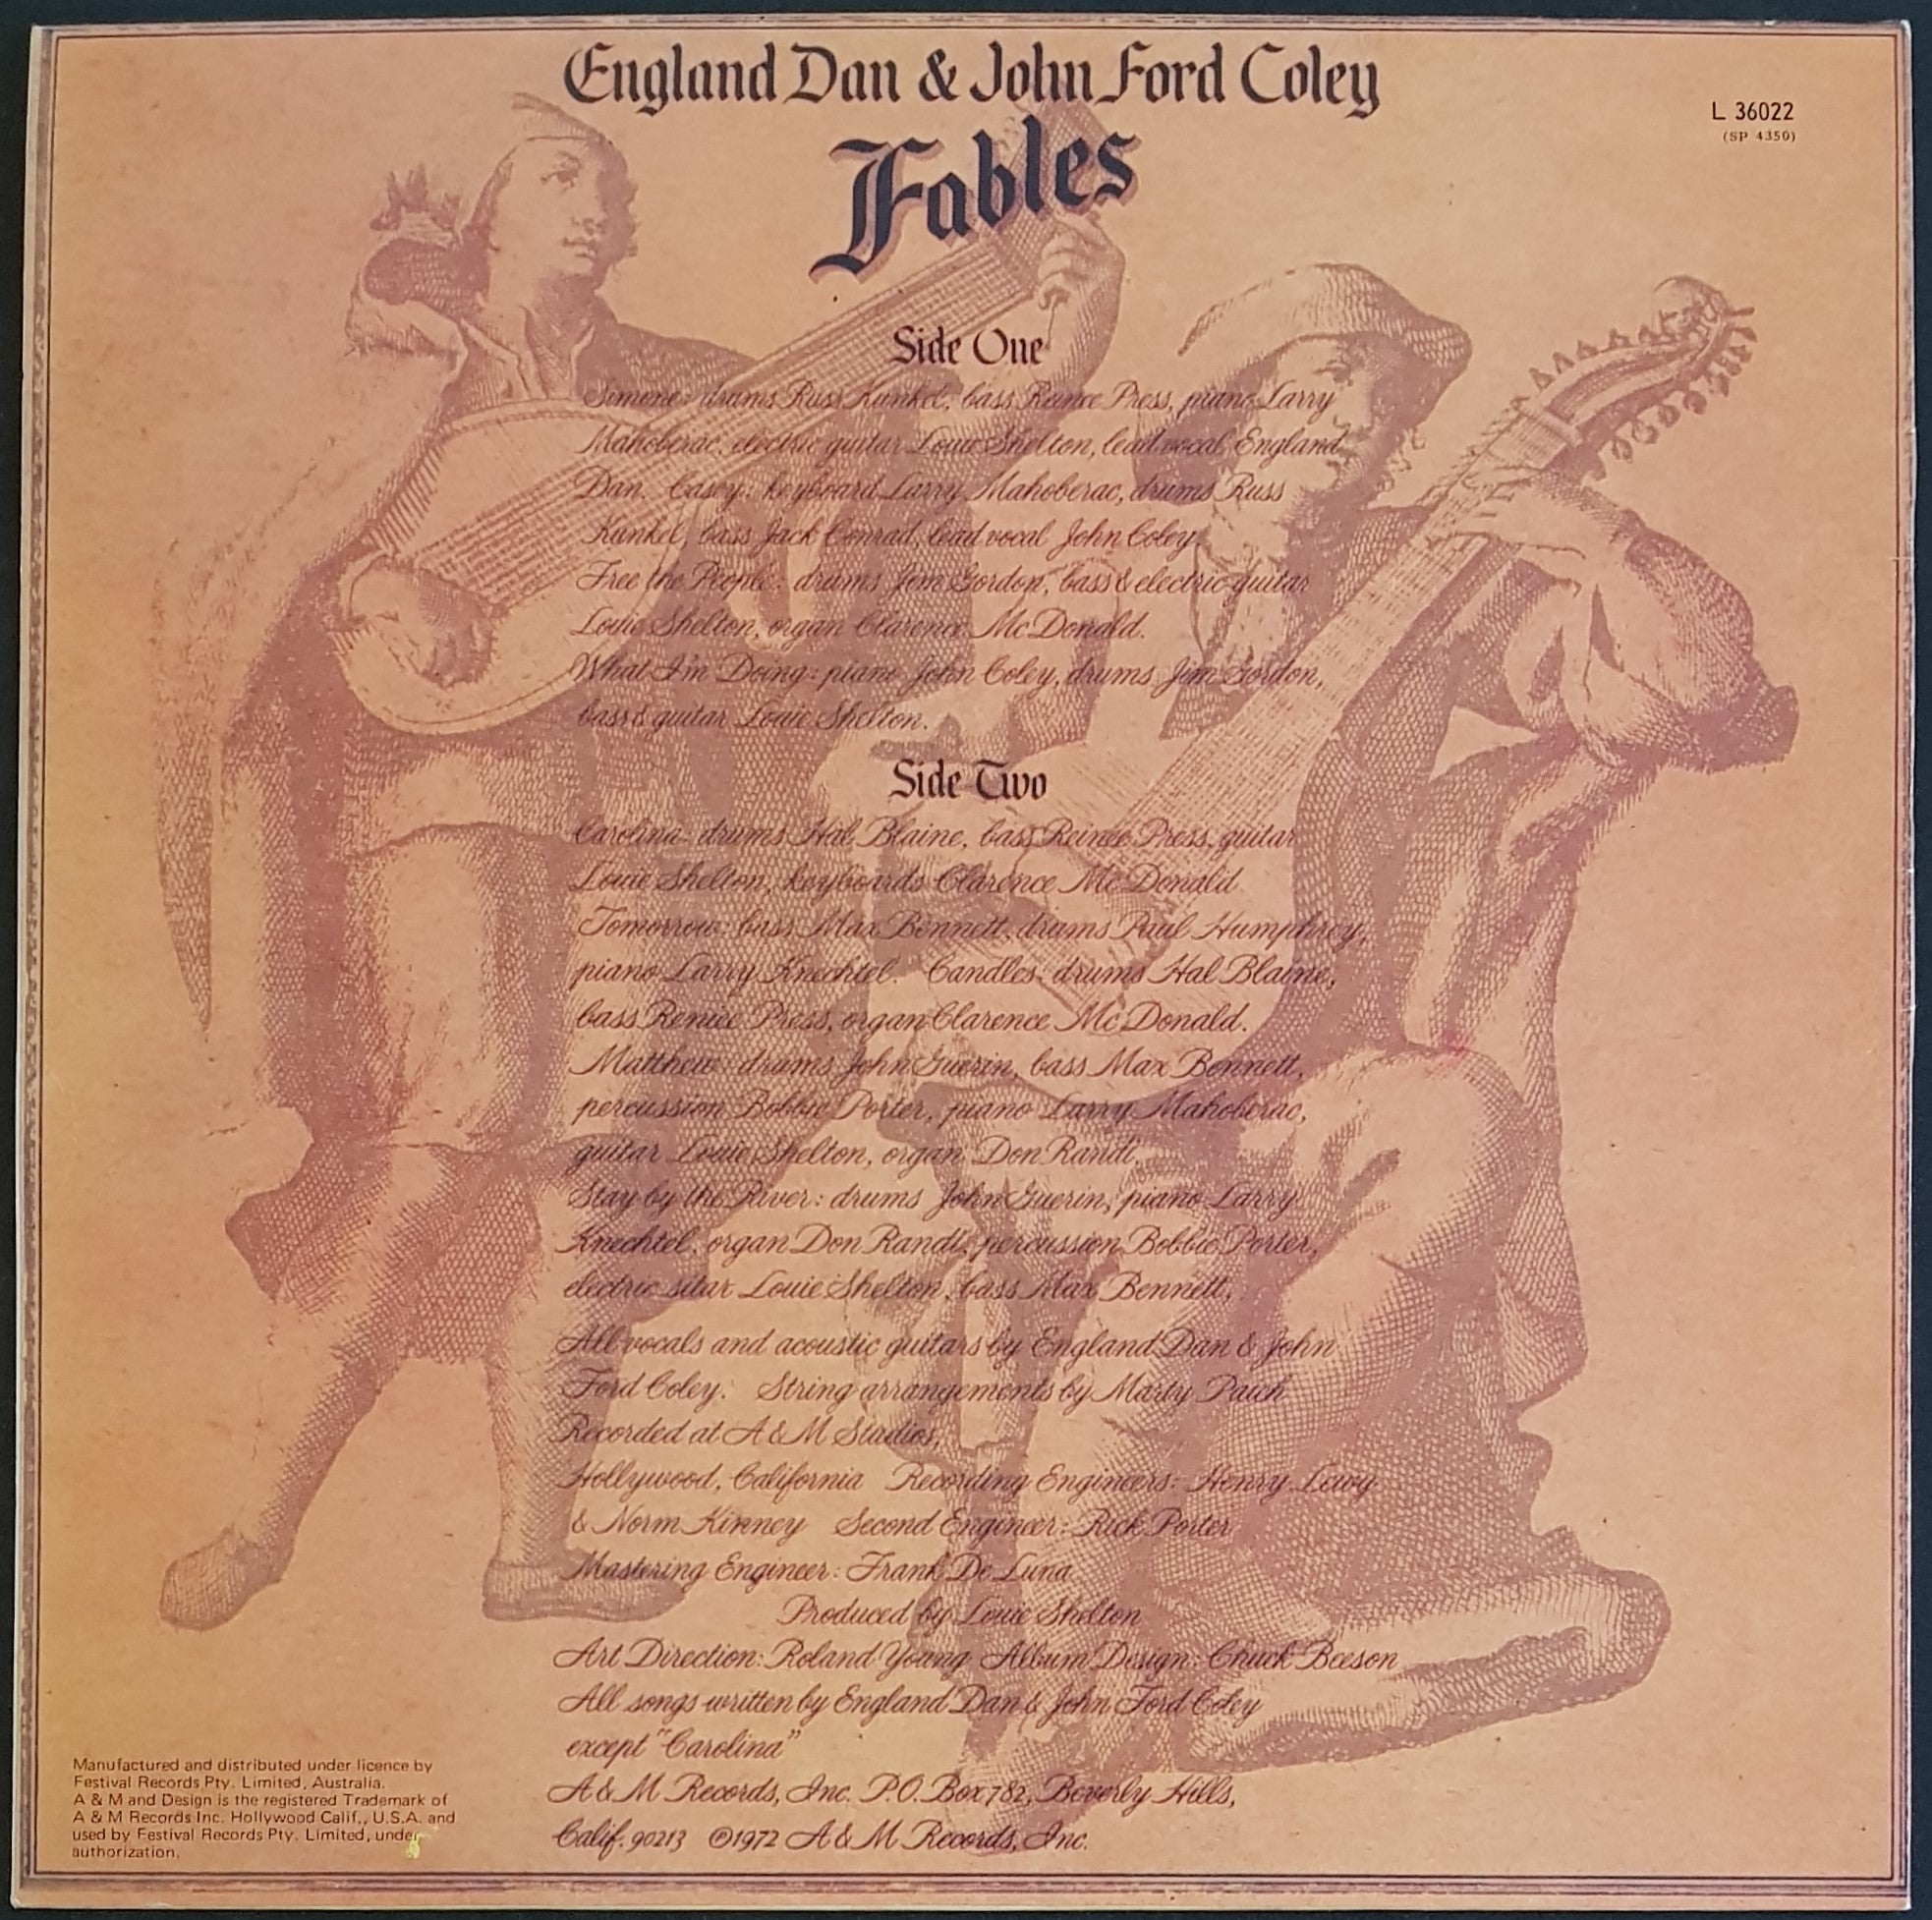 England Dan & John Ford Coley
L 36022
(SP 4350)
Fables
Side One
Simone: drums Russ Kunkel, bass Reinee Press, piano Larry
Mahoberac, electric guitar Louie Shelton, lead vocal England
Dan. Casey: keyboard Larry Mahoberac, drums Russ
Kunkel, bass Jack Conrad, lead vocal John Coley
Free the People: drums Jim Gordon, bass & electric guitar
Louie Shelton, organ Clarence Mc Donald.
What I'm Doing: piano John Coley, drums Jim Gordon,
bass & guitar Louie Shelton.
Side Two
Carolina: drums Hal Blaine, bass Reinee Press, guitar
Louie Shelton, keyboards Clarence Mc Donald
Tomorrow: bass Max Bennett, drums Paul Humphrey,
piano Larry Knechtel. Candles: drums Hal Blaine,
bass Reniee Press, organ Clarence Mc Donald.
Matthew: drums John Guerin, bass Max Bennett,
percussion Bobbie Porter, piano Larry Mahoberac,
guitar Louie Shelton, organ Don Randi,
Stay by the River: drums John Guerin, piano Larry
Knechtel, organ Don Randi, percussion Bobbie Porter,
electric sitar Louie Shelton, bass Max Bennett,
All vocals and acoustic guitars by England Dan & John
Ford Coley. String arrangements by Marty Paich
Recorded at A & M Studios,
Hollywood, California Recording Engineers: Henry Lewy
& Norm Kinney Second Engineer: Rick Porter
Mastering Engineer: Frank De Luna
Produced by Louie Shelton
Art Direction: Roland Young Album Design: Chuck Beeson
All songs written by England Dan & John Ford Coley
except "Carolina"
A & M Records, Inc. P.O. Box 782, Beverly Hills,
Calif. 90213 ℗1972 A & M Records, Inc.
Manufactured and distributed under licence by
Festival Records Pty. Limited, Australia.
A & M and Design is the registered Trademark of
A & M Records Inc. Hollywood Calif., U.S.A. and
used by Festival Records Pty. Limited, under
authorization.